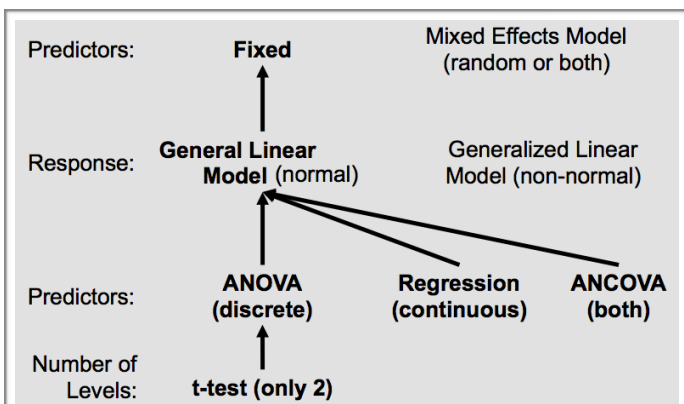 Predictors: Fixed Mixed Effects Model
(random or both)
Response: General Linear Generalized Linear
Model (normal) Model (non-normal)
Predictors: ANOVA Regression ANCOVA
(discrete) (continuous) (both)
Number of
Levels: t-test (only 2)